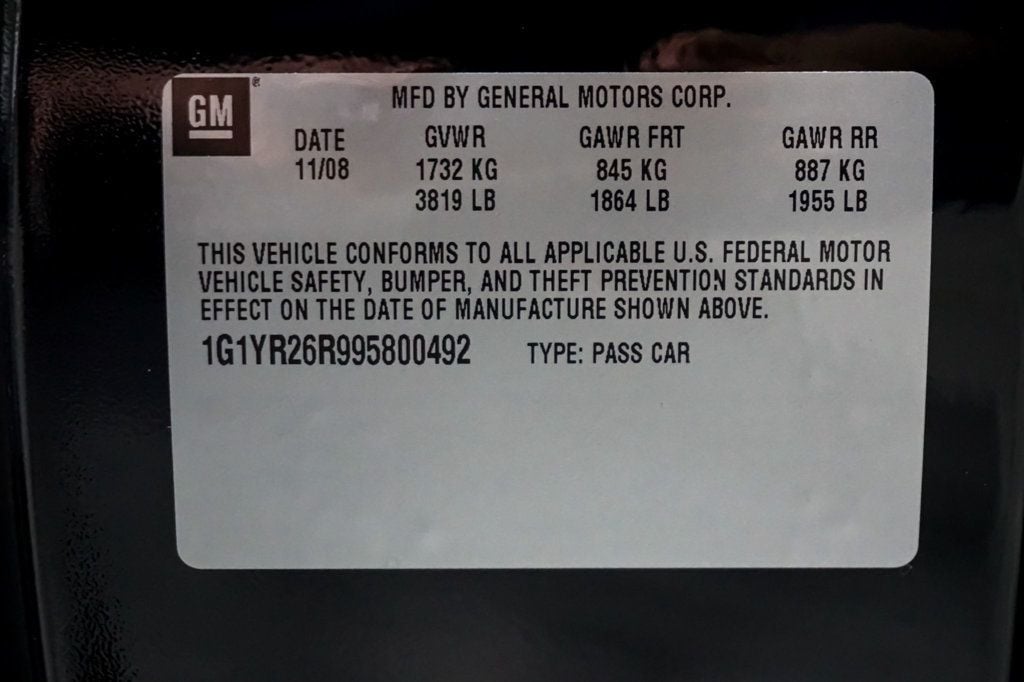 GM®
MFD BY GENERAL MOTORS CORP.
DATE GVWR GAWR FRT GAWR RR
11/08 1732 KG 845 KG 887 KG
3819 LB 1864 LB 1955 LB
THIS VEHICLE CONFORMS TO ALL APPLICABLE U.S. FEDERAL MOTOR
VEHICLE SAFETY, BUMPER, AND THEFT PREVENTION STANDARDS IN
EFFECT ON THE DATE OF MANUFACTURE SHOWN ABOVE.
1G1YR26R995800492 TYPE: PASS CAR